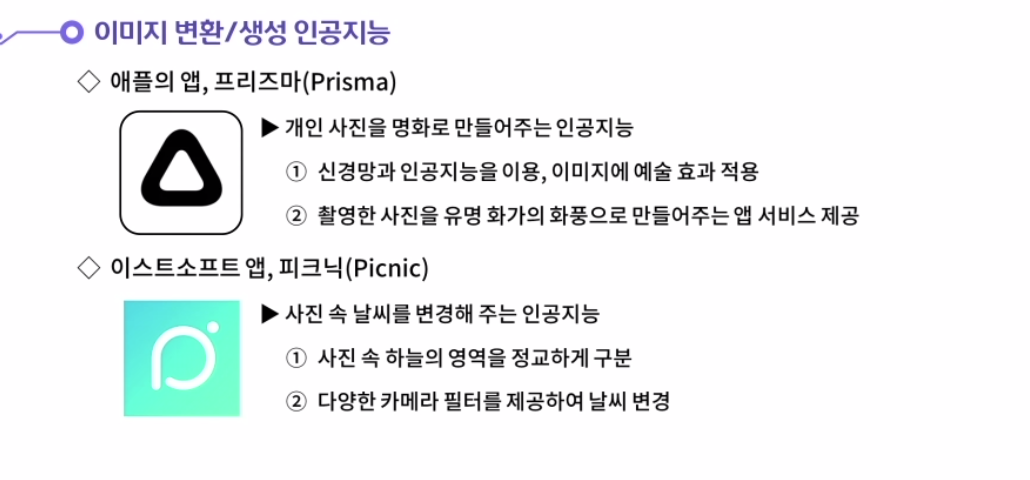 이미지 변환/생성 인공지능
◇ 애플의 앱, 프리즈마(Prisma)
▶ 개인 사진을 명화로 만들어주는 인공지능
① 신경망과 인공지능을 이용, 이미지에 예술 효과 적용
② 촬영한 사진을 유명 화가의 화풍으로 만들어주는 앱 서비스 제공
◇ 이스트소프트 앱, 피크닉(Picnic)
▶ 사진 속 날씨를 변경해 주는 인공지능
① 사진 속 하늘의 영역을 정교하게 구분
② 다양한 카메라 필터를 제공하여 날씨 변경